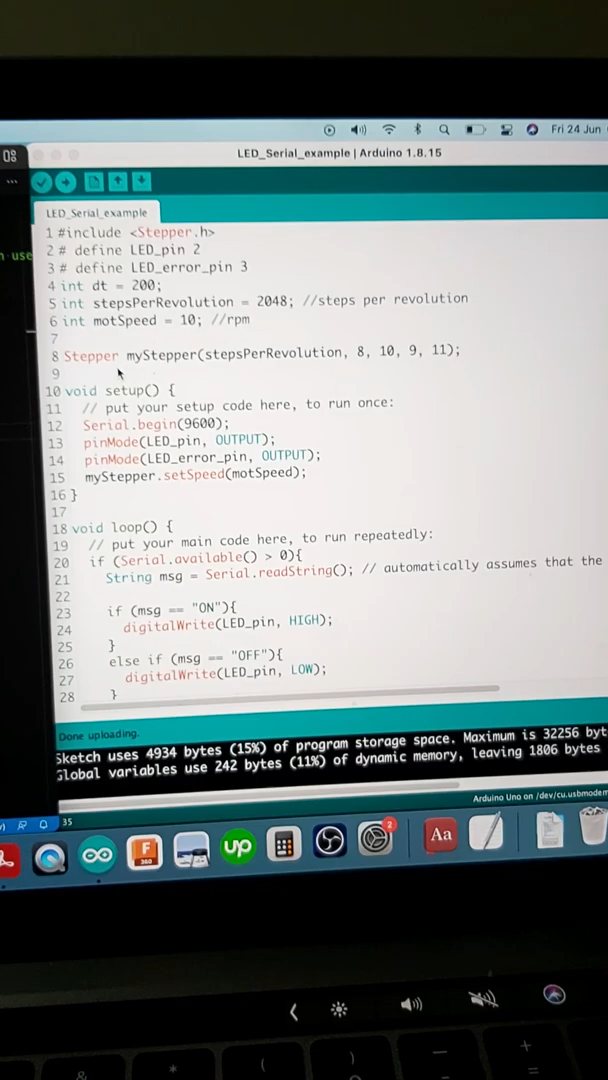 Fri 24 Jun
08
LED_Serial_example | Arduino 1.8.15
...
LED_Serial_example
use
1 #include <Stepper.h>
2 # define LED_pin 2
3 # define LED_error_pin 3
4 int dt = 200;
5 int stepsPerRevolution = 2048; //steps per revolution
6 int motSpeed = 10; //rpm
7
8 Stepper myStepper(stepsPerRevolution, 8, 10, 9, 11);
9
10 void setup() {
11 // put your setup code here, to run once:
12 Serial.begin(9600);
13 pinMode(LED_pin, OUTPUT);
14 pinMode(LED_error_pin, OUTPUT);
15 myStepper.setSpeed(motSpeed);
16 }
17
18 void loop() {
19 // put your main code here, to run repeatedly:
20 if (Serial.available() > 0){
21 String msg = Serial.readString(); // automatically assumes that the
22
23 if (msg == "ON"){
24 digitalWrite(LED_pin, HIGH);
25 }
26 else if (msg == "OFF"){
27 digitalWrite(LED_pin, LOW);
28 }
Done uploading.
Sketch uses 4934 bytes (15%) of program storage space. Maximum is 32256 byt
Global variables use 242 bytes (11%) of dynamic memory, leaving 1806 bytes
Arduino Uno on /dev/cu.usbmodem
35
F
360
up
2
Aa
&
*
(
)
—
+
=